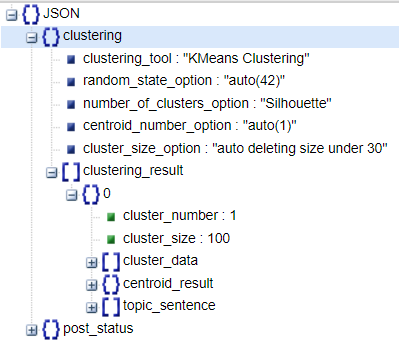 JSON
clustering
clustering_tool : "KMeans Clustering"
random_state_option : "auto(42)"
number_of_clusters_option : "Silhouette"
centroid_number_option : "auto(1)"
cluster_size_option : "auto deleting size under 30"
clustering_result
0
cluster_number : 1
cluster_size : 100
cluster_data
centroid_result
topic_sentence
post_status